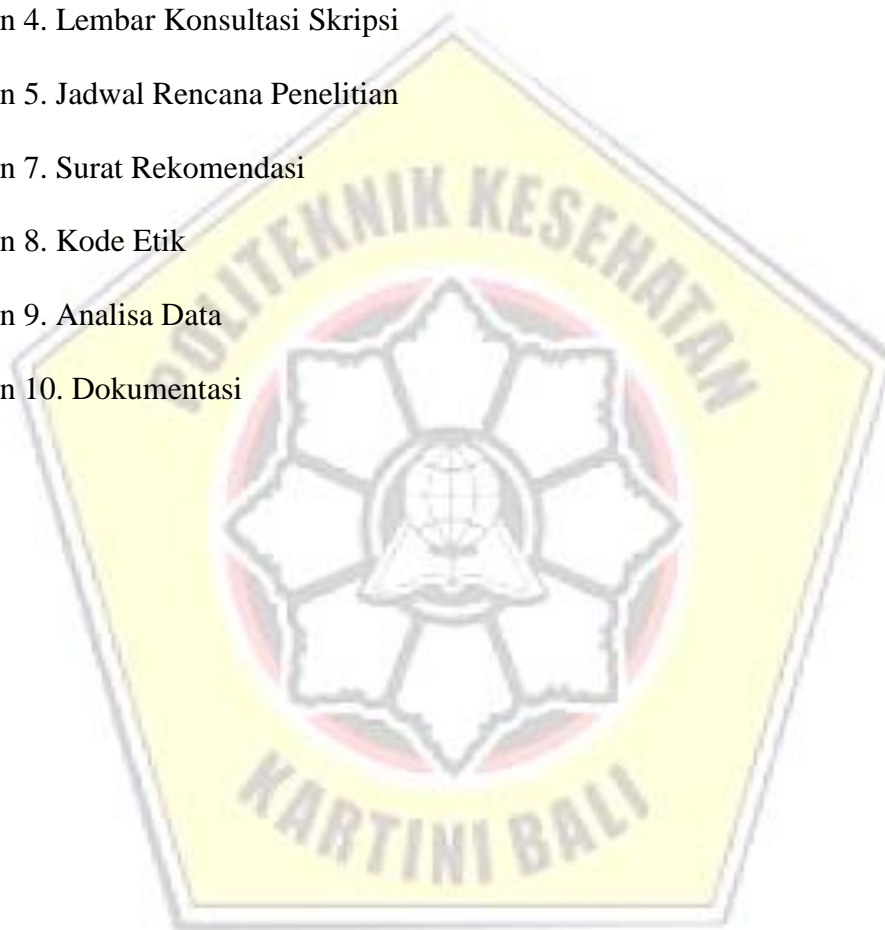 n 4. Lembar Konsultasi Skripsi
n 5. Jadwal Rencana Penelitian
n 7. Surat Rekomendasi
n 8. Kode Etik
n 9. Analisa Data
n 10. Dokumentasi
POLITEKNIK KESEHATAN
KARTINI BALI